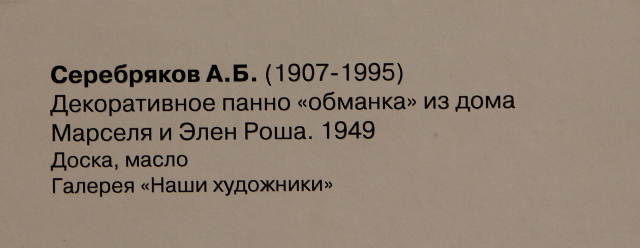 Серебряков А.Б. (1907-1995)
Декоративное панно «обманка» из дома
Марселя и Элен Роша. 1949
Доска, масло
Галерея «Наши художники»